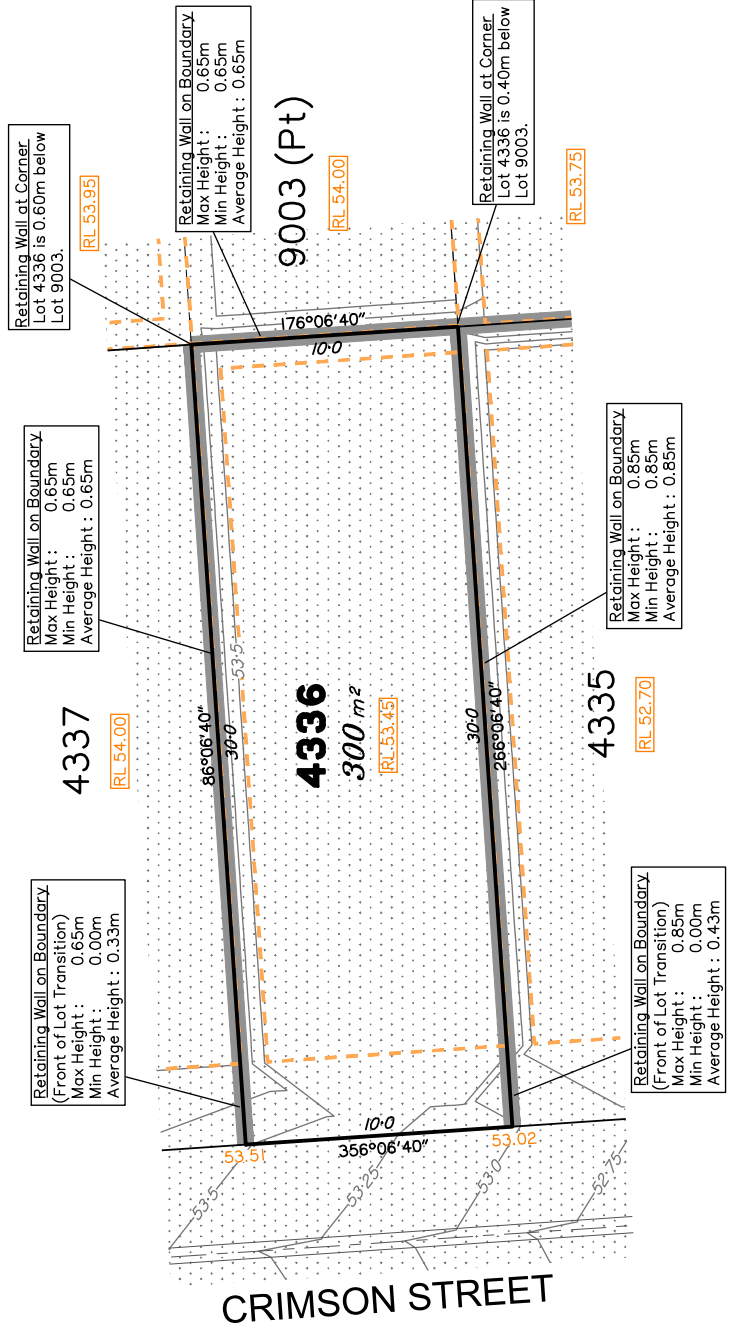 Retaining Wall at Corner
Lot 4336 is 0.60m below
Lot 9003.
RL 53.95
Retaining Wall on Boundary
Max Height : 0.65m
Min Height : 0.65m
Average Height : 0.65m
9003 (Pt)
RL 54.00
Retaining Wall at Corner
Lot 4336 is 0.40m below
Lot 9003.
RL 53.75
176°06'40"
10·0
Retaining Wall on Boundary
Max Height : 0.65m
Min Height : 0.65m
Average Height : 0.65m
4337
RL 54.00
86°06'40"
30·0
53.5
4336
300 m²
RL 53.45
30·0
266°06'40"
Retaining Wall on Boundary
Max Height : 0.85m
Min Height : 0.85m
Average Height : 0.85m
4335
RL 52.70
Retaining Wall on Boundary
(Front of Lot Transition)
Max Height : 0.65m
Min Height : 0.00m
Average Height : 0.33m
Retaining Wall on Boundary
(Front of Lot Transition)
Max Height : 0.85m
Min Height : 0.00m
Average Height : 0.43m
10·0
356°06'40"
53.51
53.02
53.5
53.25
53.0
52.75
CRIMSON STREET